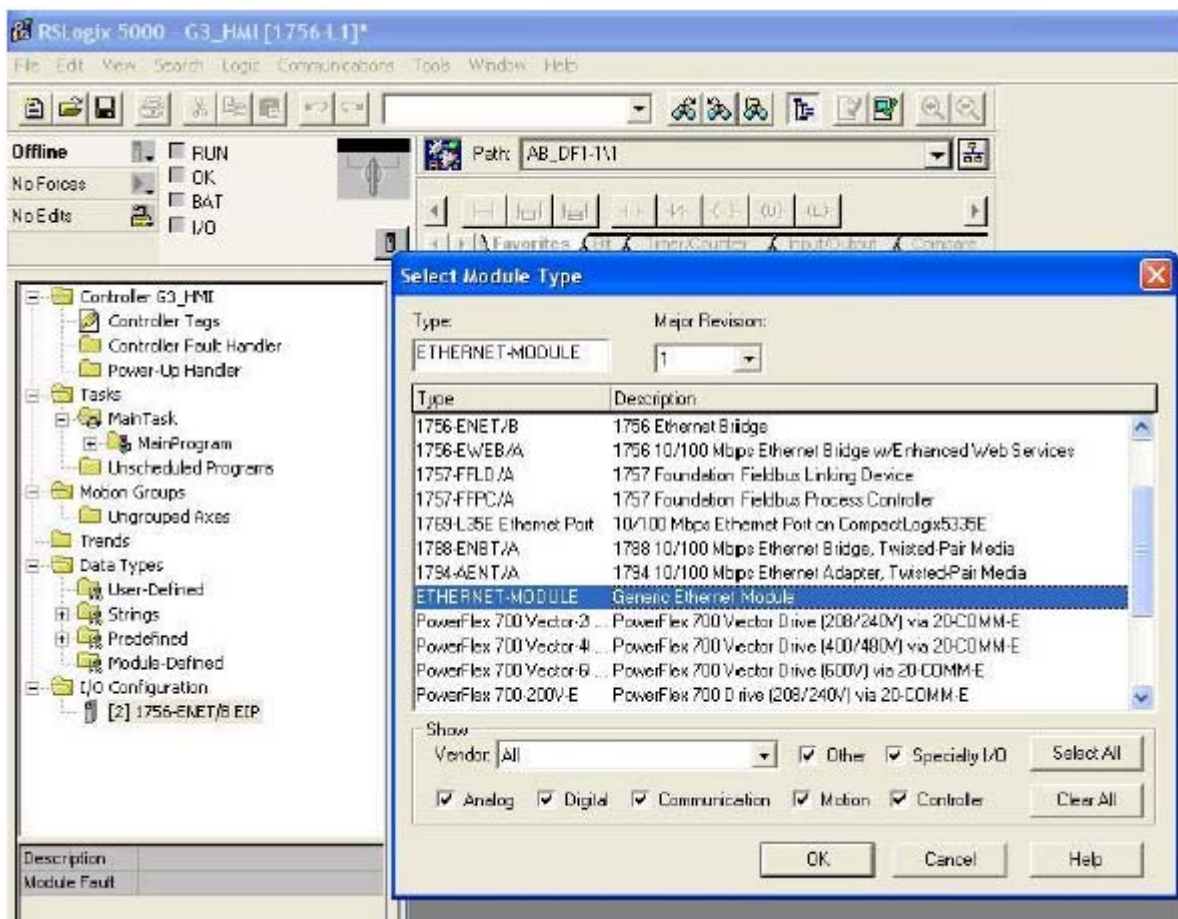 RSLogix 5000 - G3_HMI [1756-L1]*
File Edit View Search Logic Communications Tools Window Help
Offline
RUN
Path: AB_DF1-1\1
No Forces
OK
No Edits
BAT
I/O
Favorites Bit Timer/Counter Input/Output Compare
Controller G3_HMI
Controller Tags
Controller Fault Handler
Power-Up Handler
Tasks
MainTask
MainProgram
Unscheduled Programs
Motion Groups
Ungrouped Axes
Trends
Data Types
User-Defined
Strings
Predefined
Module-Defined
I/O Configuration
[2] 1756-ENET/B EIP
Description
Module Fault
Select Module Type
Type: Major Revision:
ETHERNET-MODULE 1
Type Description
1756-ENET/B 1756 Ethernet Bridge
1756-EWEB/A 1756 10/100 Mbps Ethernet Bridge w/Enhanced Web Services
1757-FFLD/A 1757 Foundation Fieldbus Linking Device
1757-FFPC/A 1757 Foundation Fieldbus Process Controller
1769-L35E Ethernet Port 10/100 Mbps Ethernet Port on CompactLogix5335E
1788-ENBT/A 1788 10/100 Mbps Ethernet Bridge, Twisted-Pair Media
1794-AENT/A 1794 10/100 Mbps Ethernet Adapter, Twisted-Pair Media
ETHERNET-MODULE Generic Ethernet Module
PowerFlex 700 Vector-2( ... PowerFlex 700 Vector Drive (208/240V) via 20-COMM-E
PowerFlex 700 Vector-4( ... PowerFlex 700 Vector Drive (400/480V) via 20-COMM-E
PowerFlex 700 Vector-6( ... PowerFlex 700 Vector Drive (600V) via 20-COMM-E
PowerFlex 700-200V-E PowerFlex 700 Drive (208/240V) via 20-COMM-E
Show
Vendor: All Other Specialty I/O Select All
Analog Digital Communication Motion Controller Clear All
OK Cancel Help